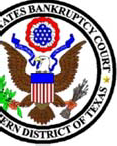 ATES BANKRUPTCY COURT
ERN DISTRICT OF TEXAS